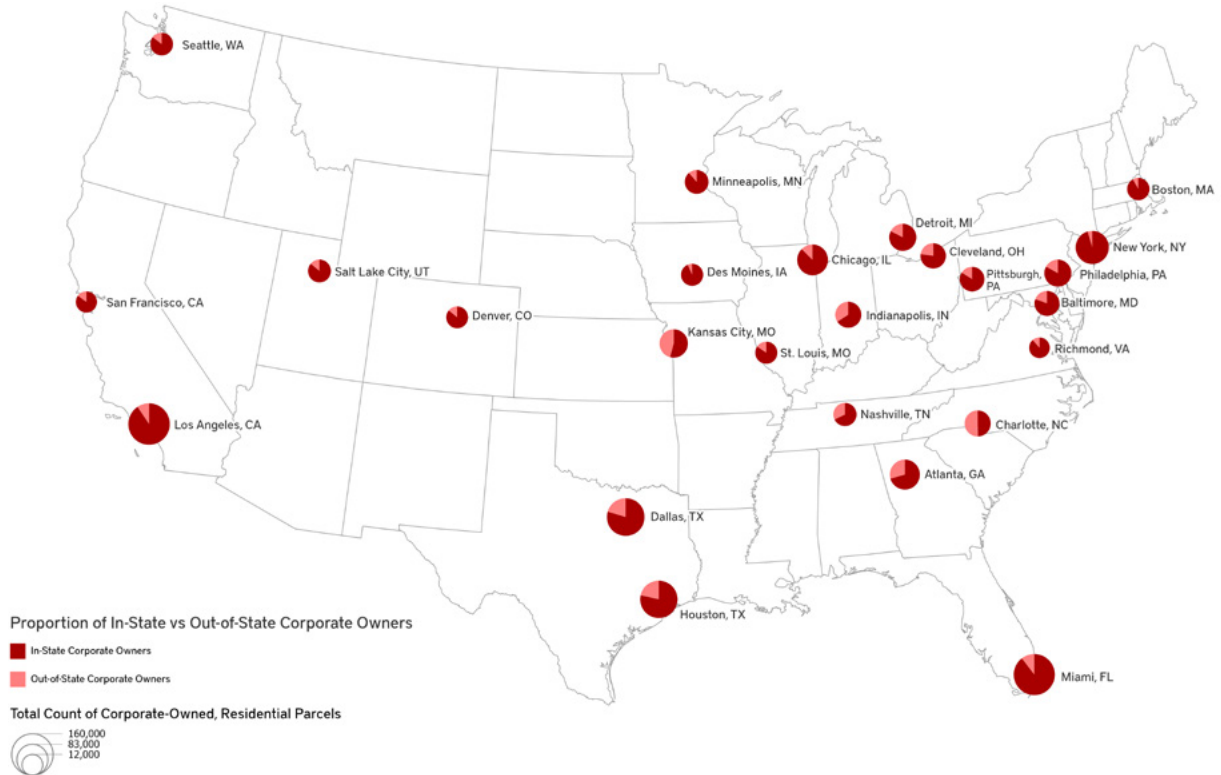 Seattle, WA
Minneapolis, MN
Boston, MA
Detroit, MI
New York, NY
Cleveland, OH
Chicago, IL
Salt Lake City, UT
Des Moines, IA
Pittsburgh,
PA
Philadelphia, PA
San Francisco, CA
Baltimore, MD
Denver, CO
Indianapolis, IN
Kansas City, MO
St. Louis, MO
Richmond, VA
Nashville, TN
Los Angeles, CA
Charlotte, NC
Atlanta, GA
Dallas, TX
Houston, TX
Miami, FL
Proportion of In-State vs Out-of-State Corporate Owners
In-State Corporate Owners
Out-of-State Corporate Owners
Total Count of Corporate-Owned, Residential Parcels
160,000
83,000
12,000